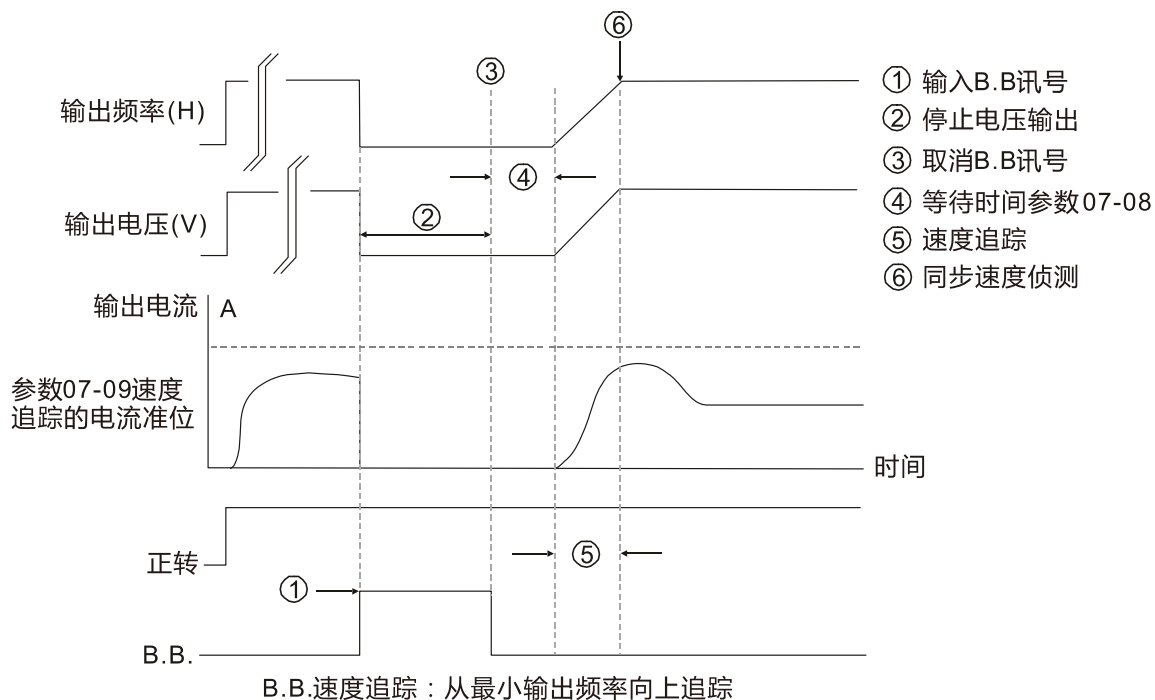 ⑥
③
① 输入B.B讯号
输出频率(H)
② 停止电压输出
③ 取消B.B讯号
④
④ 等待时间参数07-08
输出电压(V)
②
⑤ 速度追踪
⑥ 同步速度侦测
输出电流 A
参数07-09速度
追踪的电流准位
时间
正转
⑤
①
B.B.
B.B.速度追踪：从最小输出频率向上追踪